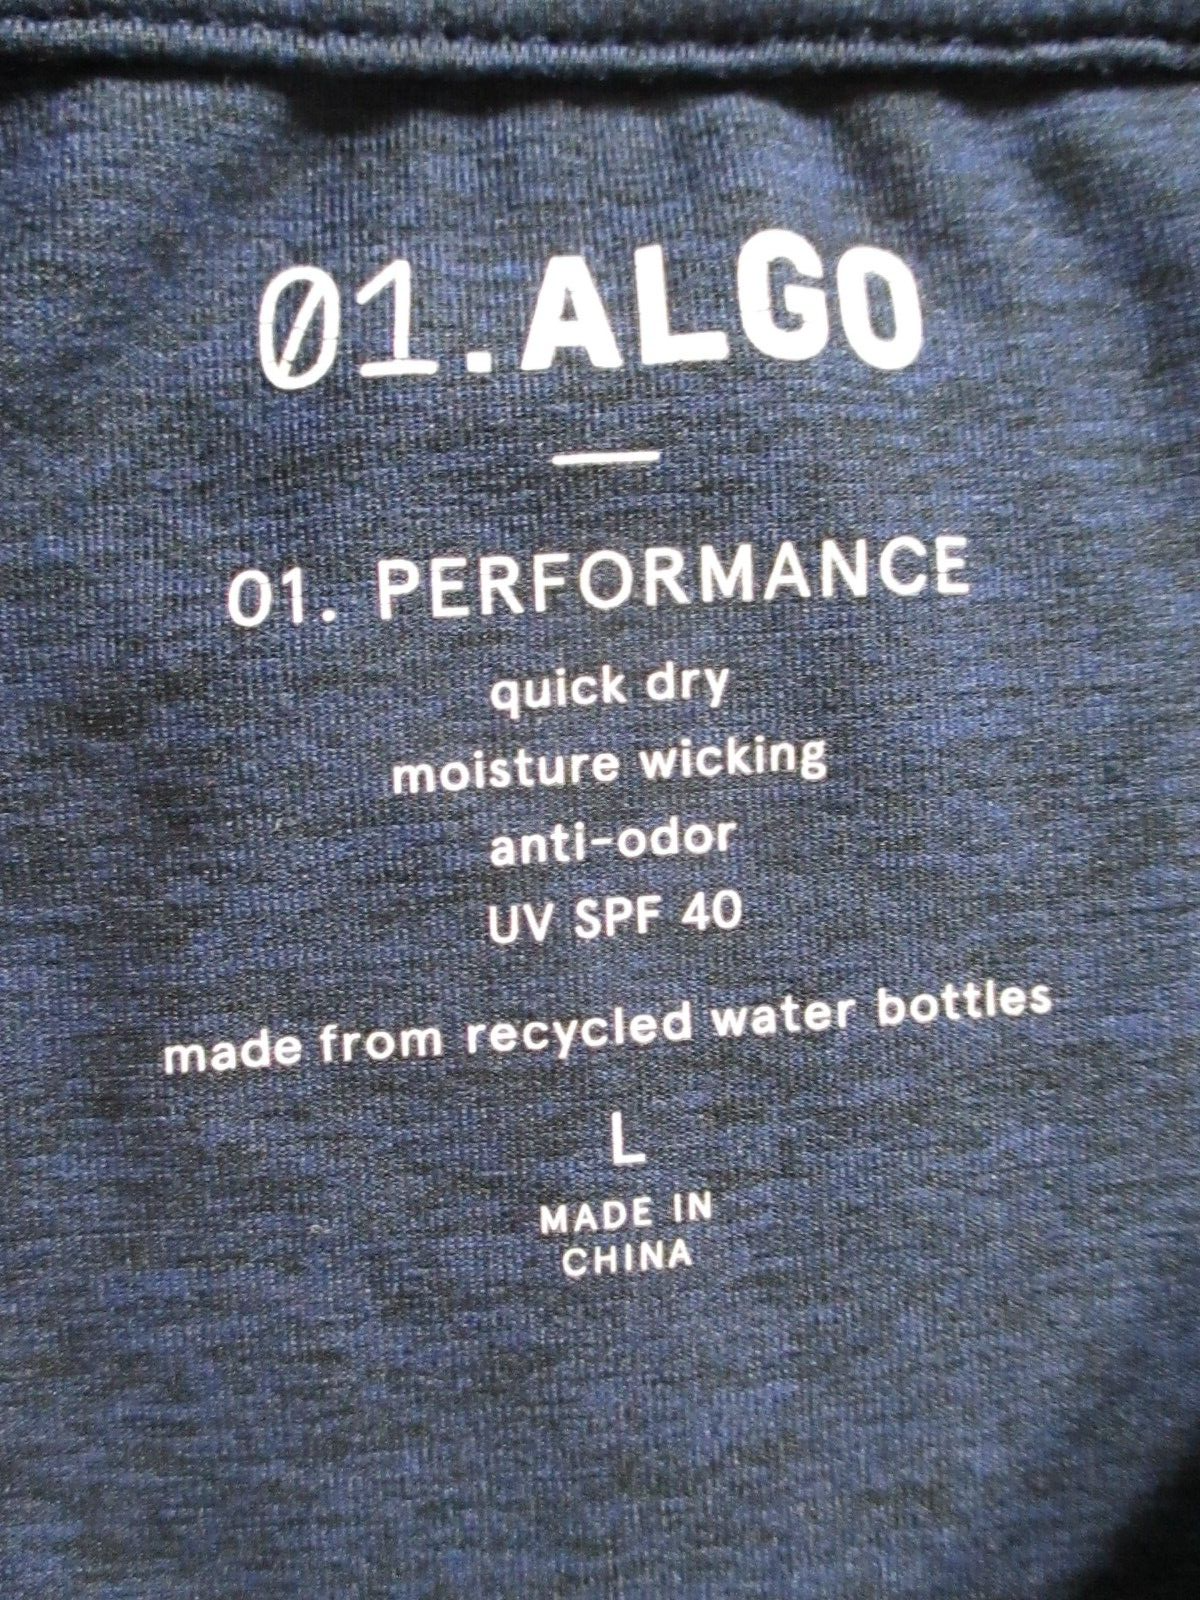 01.ALGO
01. PERFORMANCE
quick dry
moisture wicking
anti-odor
UV SPF 40
made from recycled water bottles
L
MADE IN
CHINA